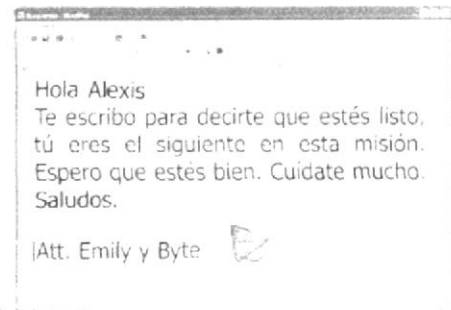 Hola Alexis
Te escribo para decirte que estés listo,
tú eres el siguiente en esta misión.
Espero que estés bien. Cuídate mucho.
Saludos.
Att. Emily y Byte